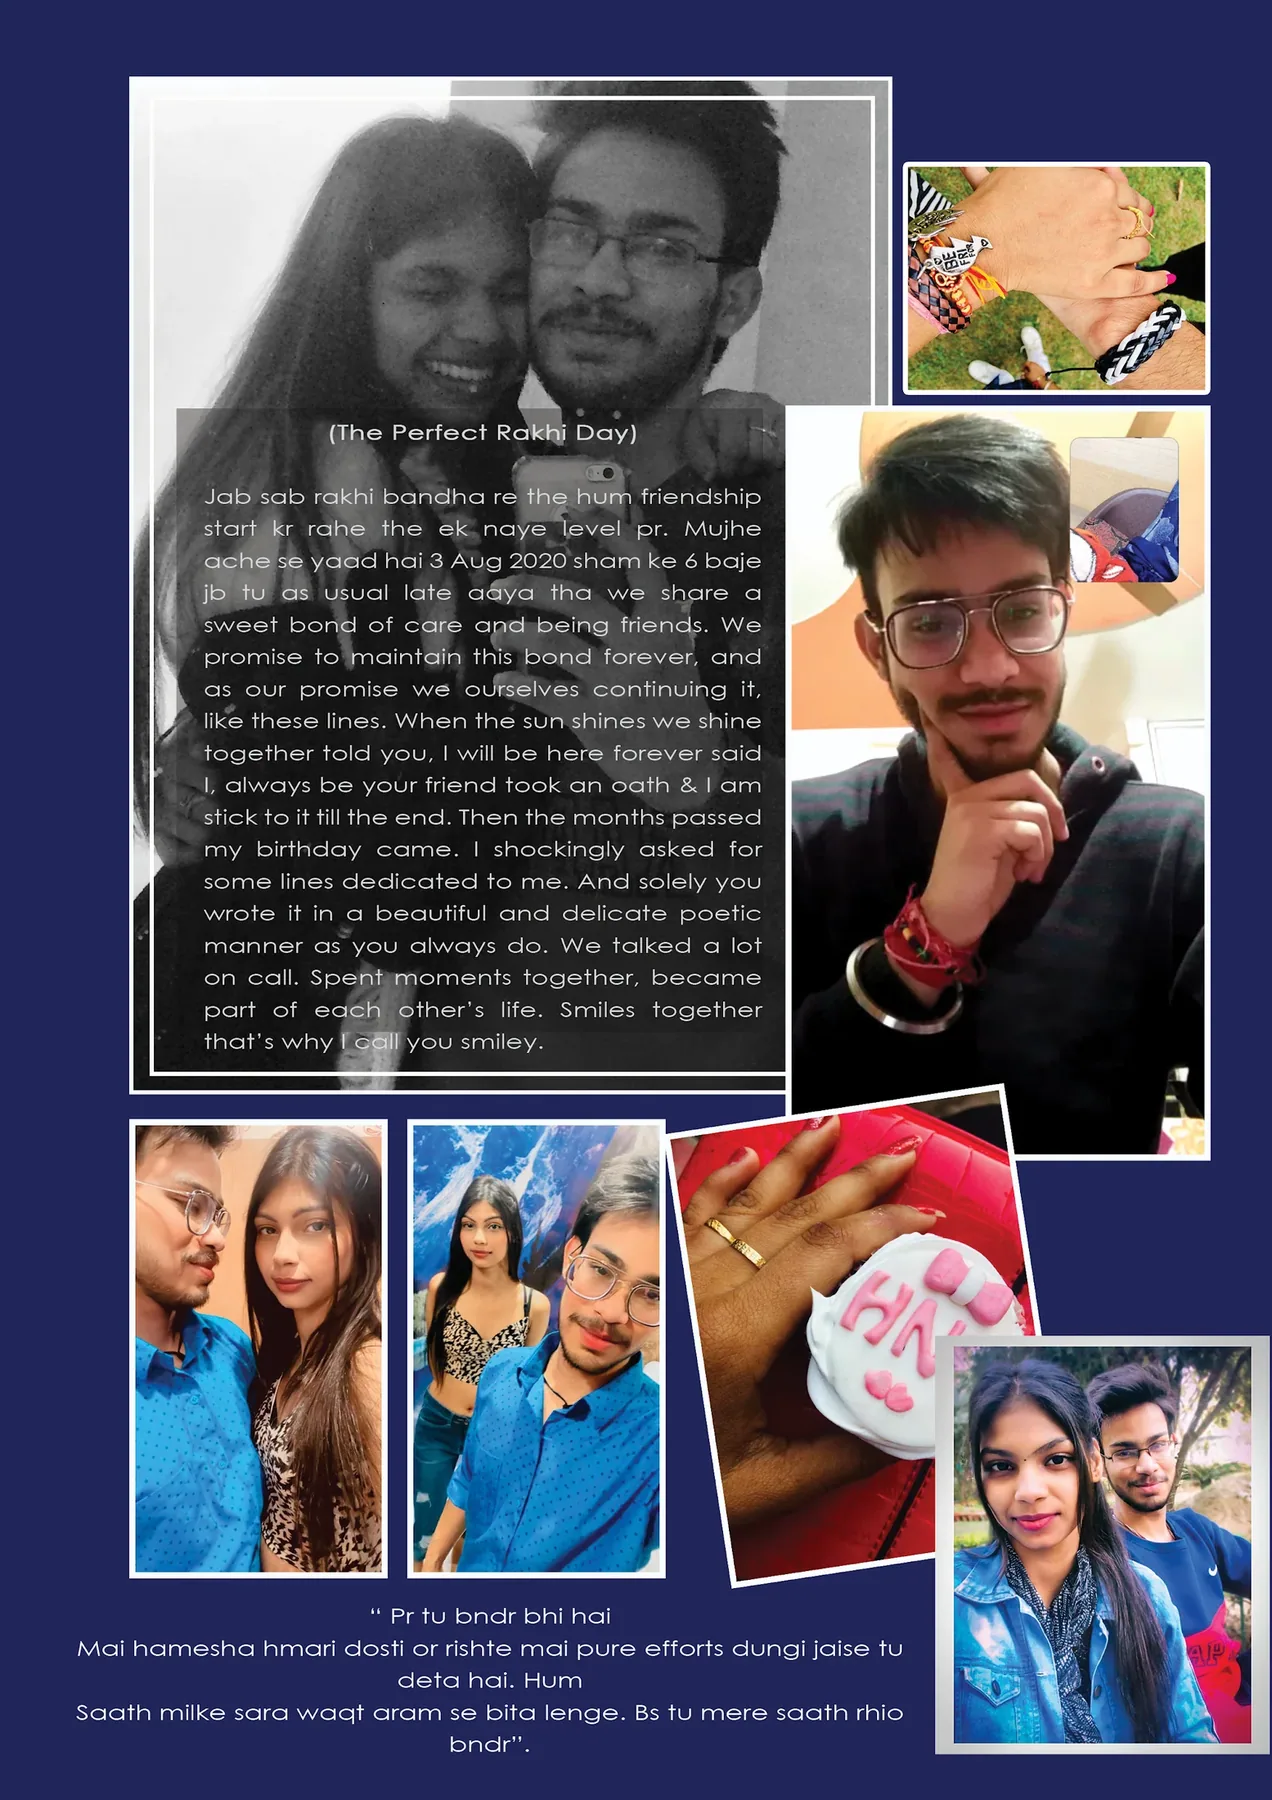 (The Perfect Rakhi Day)
Jab sab rakhi bandha re the hum friendship
start kr rahe the ek naye level pr. Mujhe
ache se yaad hai 3 Aug 2020 sham ke 6 baje
jb tu as usual late aaya tha we share a
sweet bond of care and being friends. We
promise to maintain this bond forever, and
as our promise we ourselves continuing it,
like these lines. When the sun shines we shine
together told you, I will be here forever said
I, always be your friend took an oath & I am
stick to it till the end. Then the months passed
my birthday came. I shockingly asked for
some lines dedicated to me. And solely you
wrote it in a beautiful and delicate poetic
manner as you always do. We talked a lot
on call. Spent moments together, became
part of each other’s life. Smiles together
that’s why I call you smiley.
BE
FRI
HN
“ Pr tu bndr bhi hai
Mai hamesha hmari dosti or rishte mai pure efforts dungi jaise tu
deta hai. Hum
Saath milke sara waqt aram se bita lenge. Bs tu mere saath rhio
bndr”.